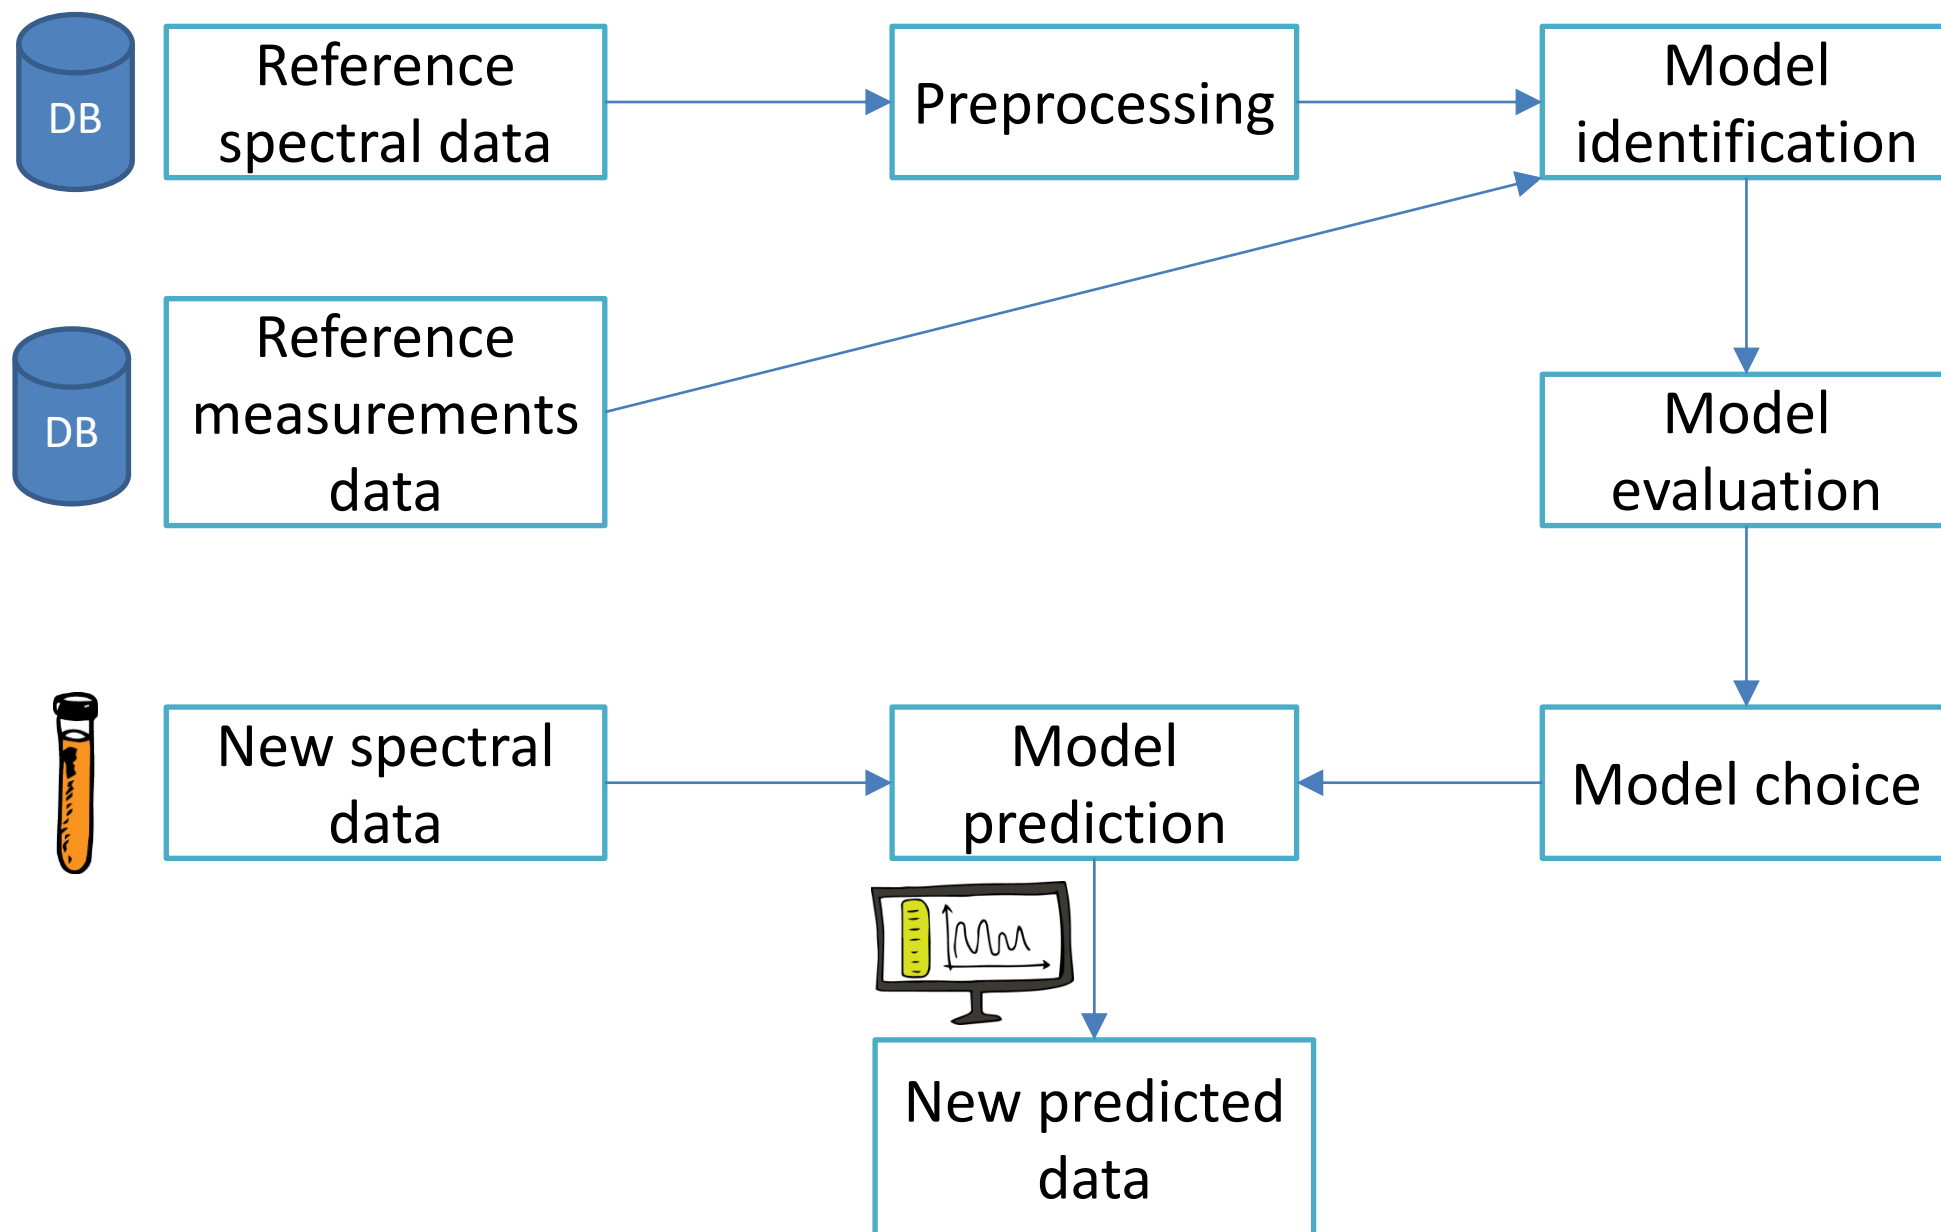 DB
Reference
spectral data
Preprocessing
Model
identification
DB
Reference
measurements
data
Model
evaluation
New spectral
data
Model
prediction
Model choice
New predicted
data